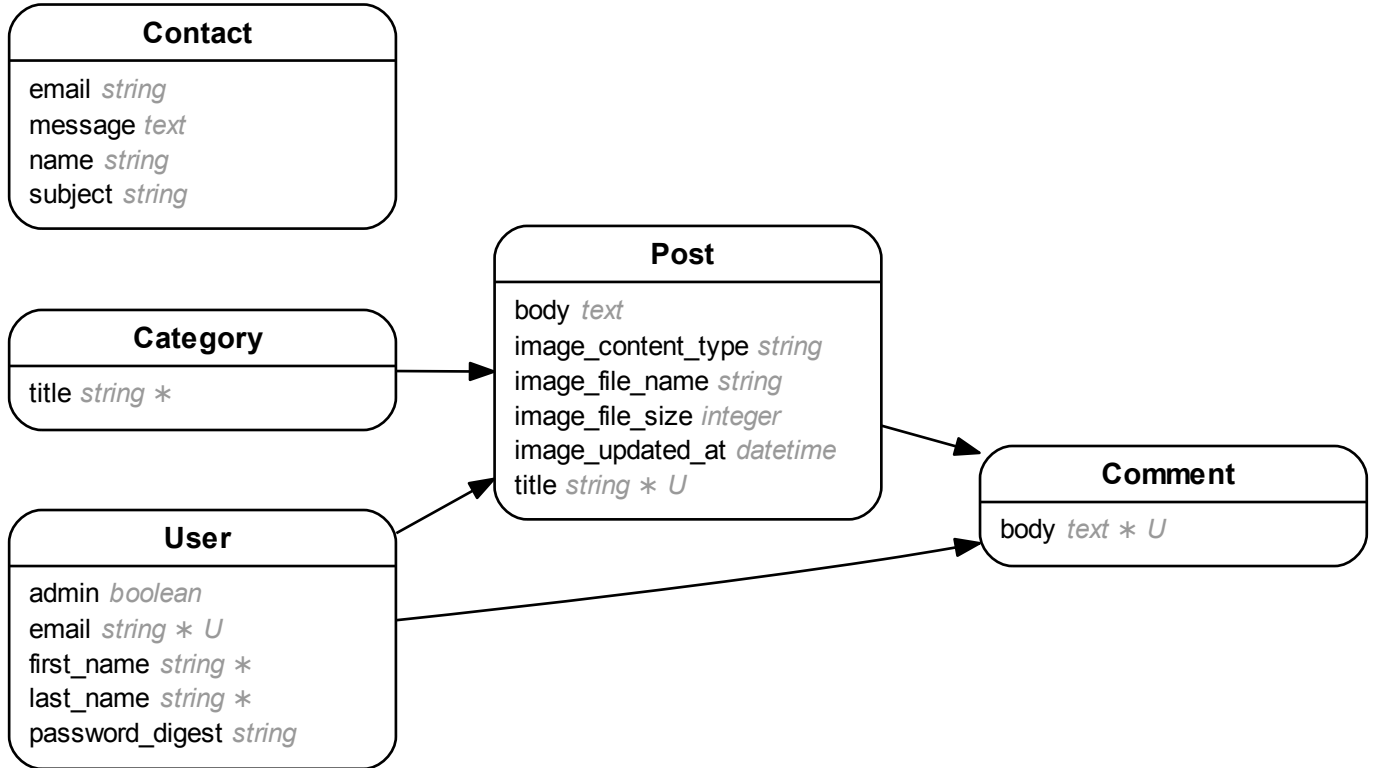 Contact
email string
message text
name string
subject string
Category
title string ∗
User
admin boolean
email string ∗ U
first_name string ∗
last_name string ∗
password_digest string
Post
body text
image_content_type string
image_file_name string
image_file_size integer
image_updated_at datetime
title string ∗ U
Comment
body text ∗ U